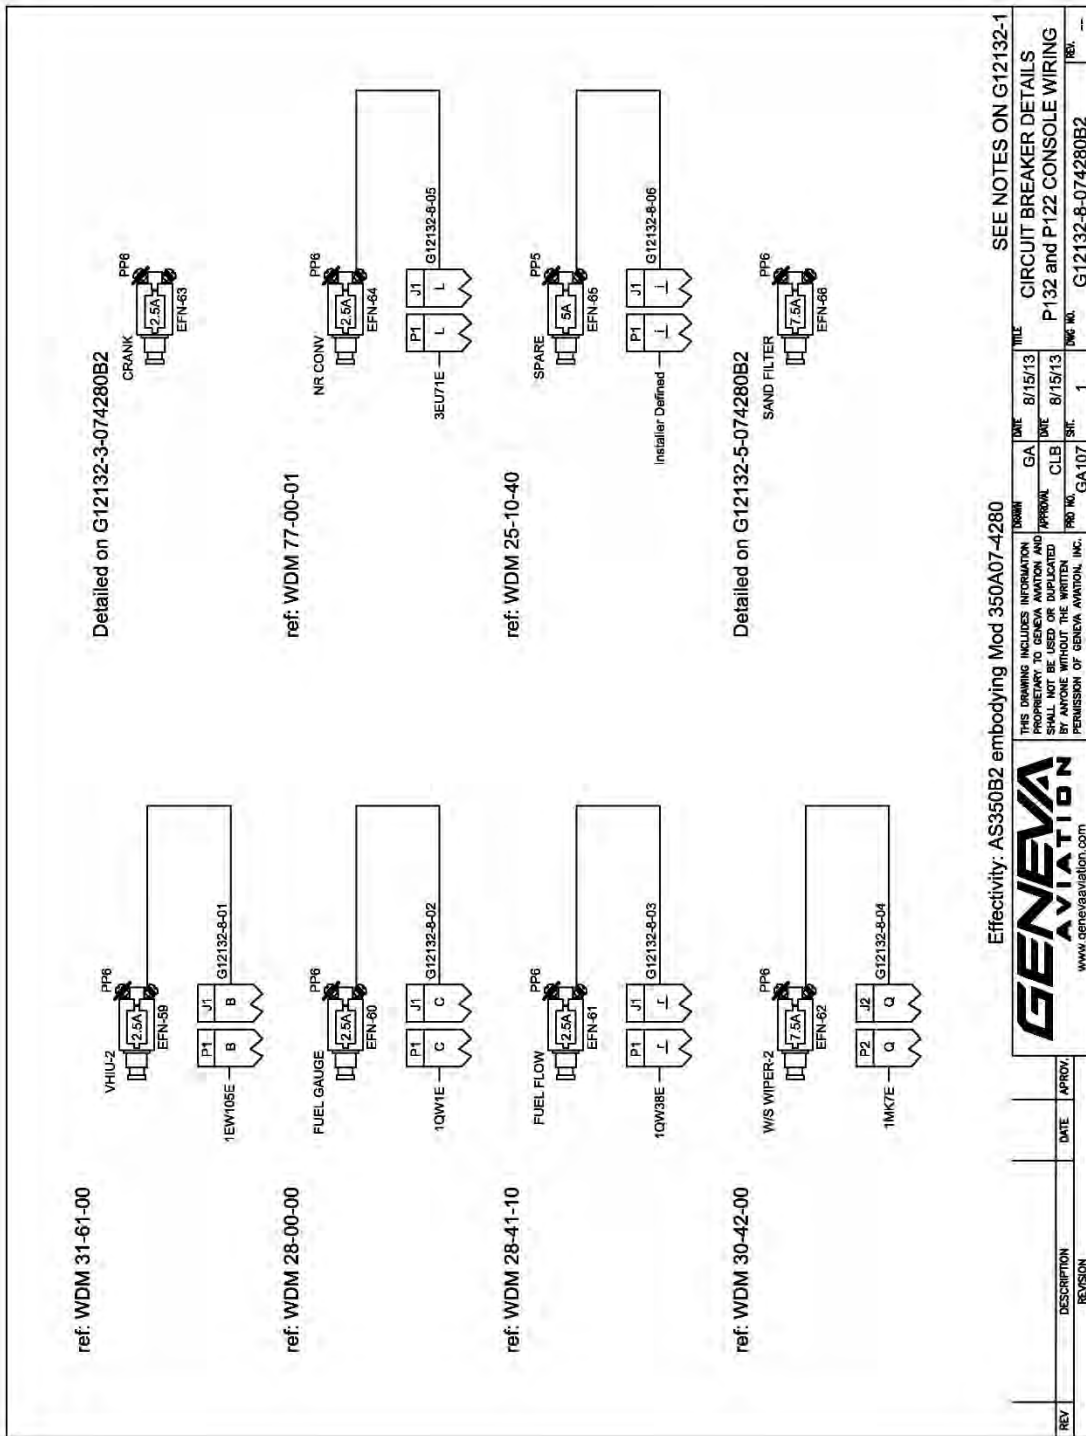 ref: WDM 31-61-00
VHIU-2
PP6
2.5A
EFN-59
P1
J1
B
B
1EW105E
G12132-8-01
ref: WDM 28-00-00
FUEL GAUGE
PP6
2.5A
EFN-60
P1
J1
C
C
1QW1E
G12132-8-02
ref: WDM 28-41-10
FUEL FLOW
PP6
2.5A
EFN-61
P1
J1
r
r
1QW38E
G12132-8-03
ref: WDM 30-42-00
W/S WIPER-2
PP6
7.5A
EFN-62
P2
J2
Q
Q
1MK7E
G12132-8-04
Detailed on G12132-3-074280B2
CRANK
PP6
2.5A
EFN-63
ref: WDM 77-00-01
NR CONV
PP6
2.5A
EFN-64
P1
J1
L
L
3EU71E
G12132-8-05
ref: WDM 25-10-40
SPARE
PP5
5A
EFN-65
P1
J1
i
i
Installer Defined
G12132-8-06
Detailed on G12132-5-074280B2
SAND FILTER
PP6
7.5A
EFN-66
Effectivity: AS350B2 embodying Mod 350A07-4280
SEE NOTES ON G12132-1
REV
DESCRIPTION
DATE
APROV.
REVISION
GENEVA
AVIATION
www.genevaaviation.com
THIS DRAWING INCLUDES INFORMATION
PROPRIETARY TO GENEVA AVIATION AND
SHALL NOT BE USED OR DUPLICATED
BY ANYONE WITHOUT THE WRITTEN
PERMISSION OF GENEVA AVIATION, INC.
DRAWN
GA
DATE
8/15/13
APPROVAL
CLB
DATE
8/15/13
PRO NO.
GA107
SHT.
1
TITLE
CIRCUIT BREAKER DETAILS
P132 and P122 CONSOLE WIRING
DWG NO.
G12132-8-074280B2
REV.
--